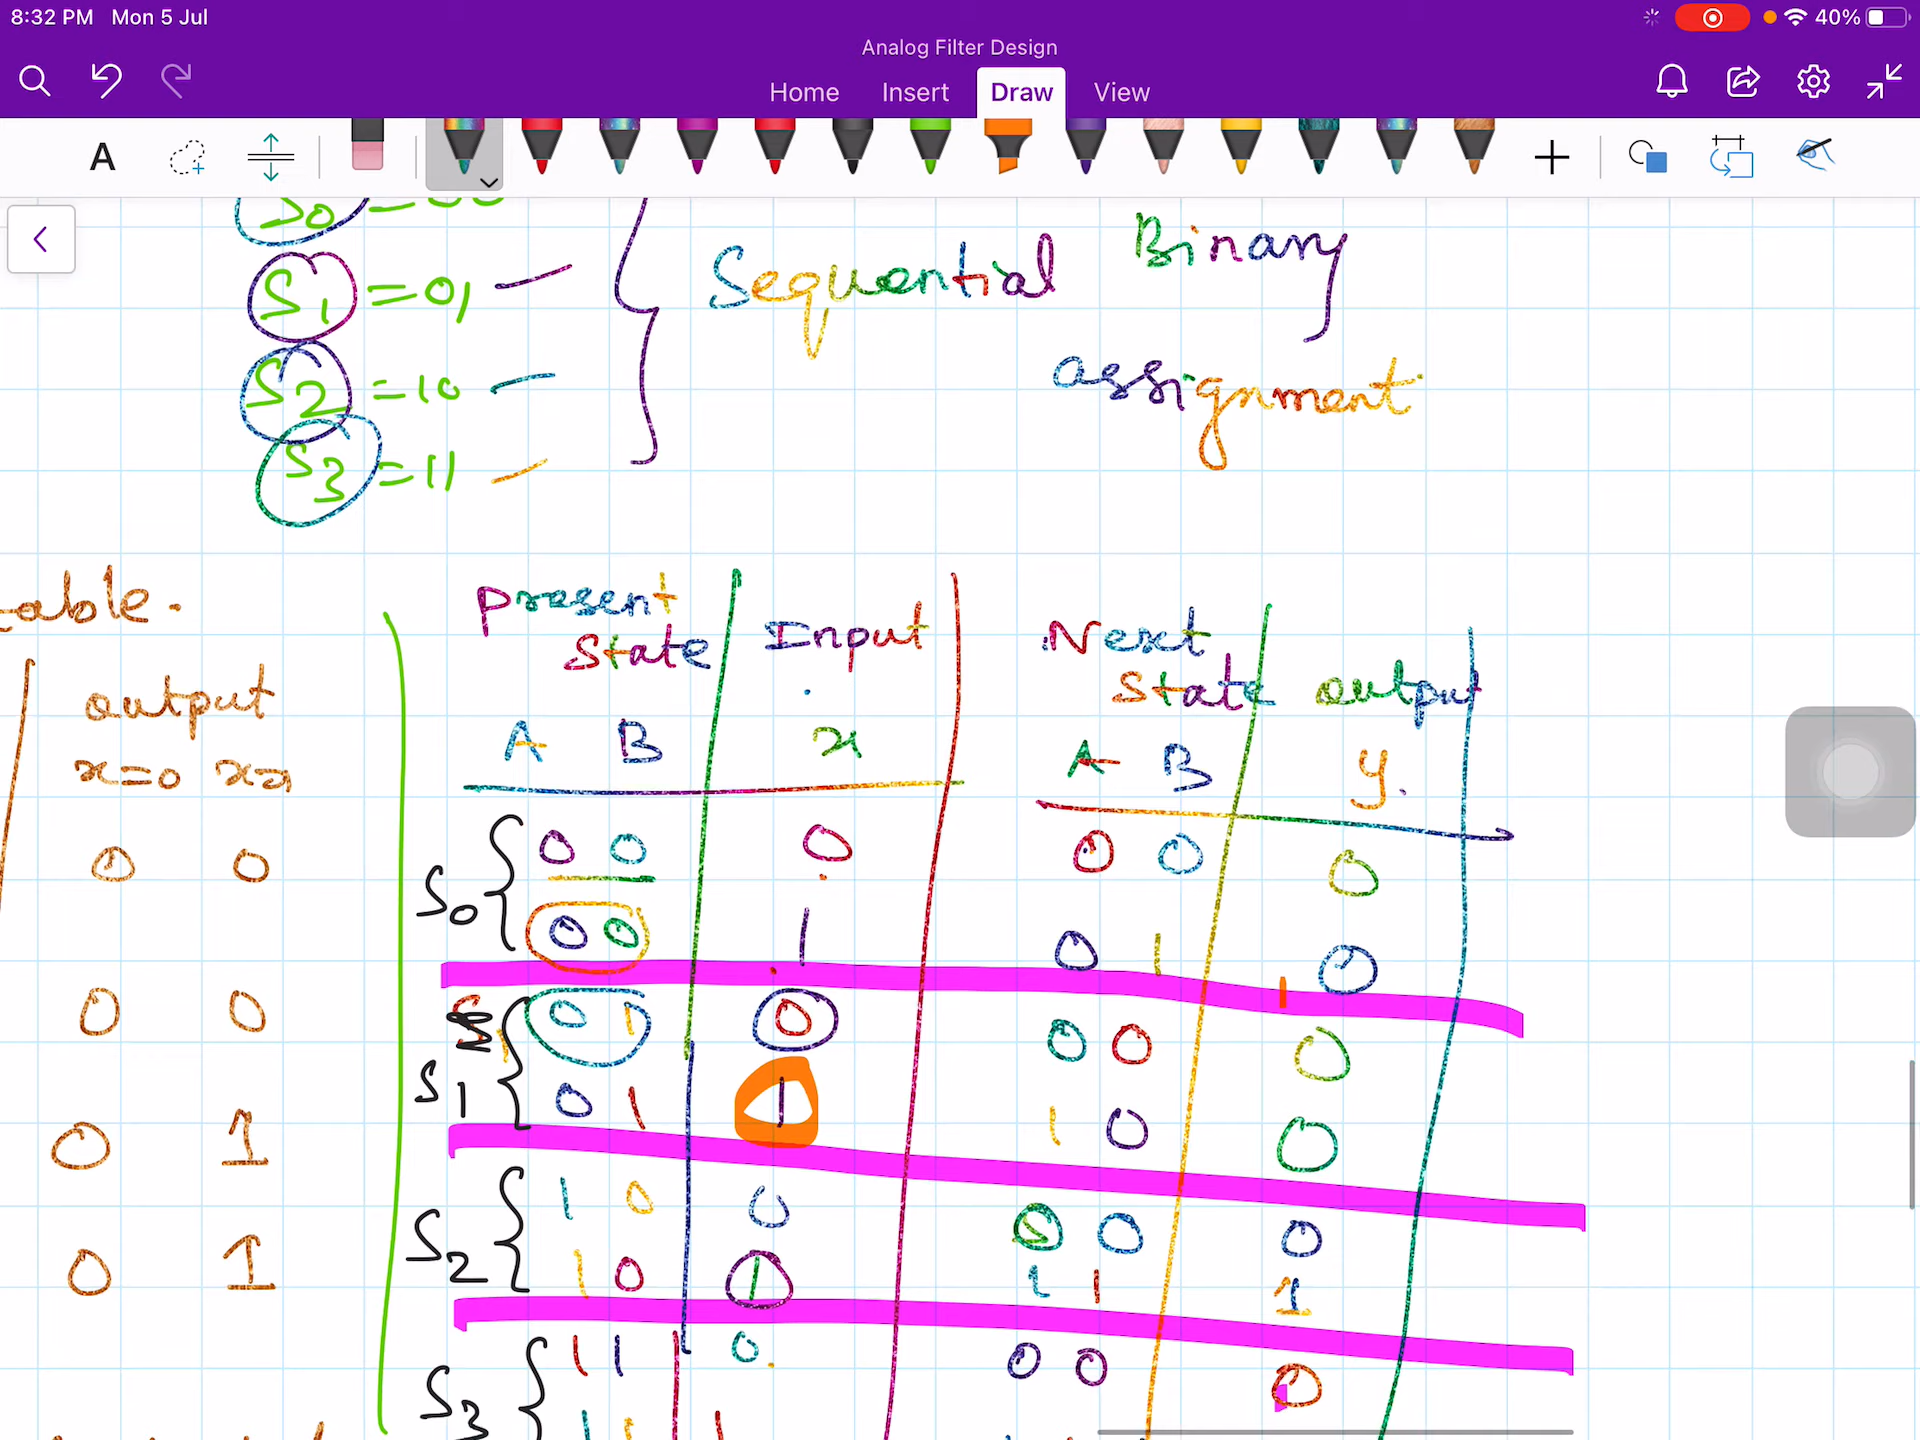 8:32 PM Mon 5 Jul
40%
Analog Filter Design
Home Insert Draw View
A
S1 = 01
S2 = 10
S3 = 11
Sequential Binary
assignment
able.
output
x=0 x=1
0 0
0 0
0 1
0 1
Present State Input Next State output
A B x A B y
S0 0 0 0 0 0 0
0 0 1 0 1 0
S1 0 1 0 0 0 0
0 1 1 1 0 0
S2 1 0 0 0 0 0
1 0 1 1 1 1
S3 1 1 0 0 0 0